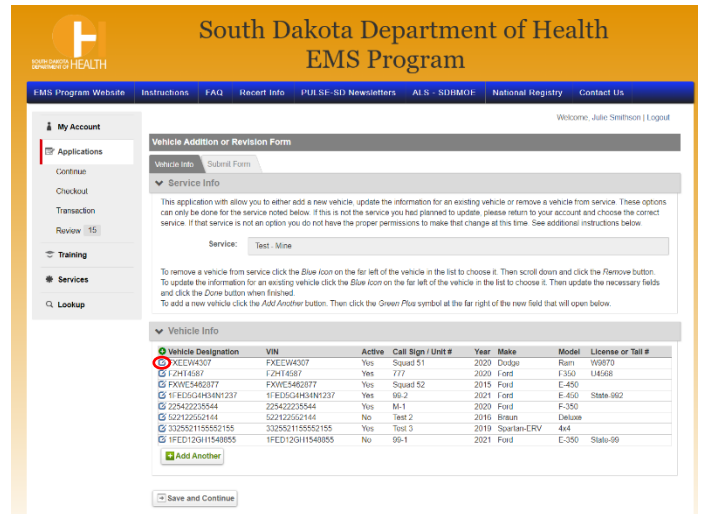 South Dakota Department of Health
EMS Program
SOUTH DAKOTA
DEPARTMENT OF HEALTH
EMS Program Website Instructions FAQ Recert Info PULSE-SD Newsletters ALS - SDBMOE National Registry Contact Us
Welcome, Julie Smithson | Logout
My Account
Applications
Continue
Checkout
Transaction
Review 15
Training
Services
Lookup
Vehicle Addition or Revision Form
Vehicle Info Submit Form
Service Info
This application with allow you to either add a new vehicle, update the information for an existing vehicle or remove a vehicle from service. These options
can only be done for the service noted below. If this is not the service you had planned to update, please return to your account and choose the correct
service. If that service is not an option you do not have the proper permissions to make that change at this time. See additional instructions below.
Service: Test - Mine
To remove a vehicle from service click the Blue Icon on the far left of the vehicle in the list to choose it. Then scroll down and click the Remove button.
To update the information for an existing vehicle click the Blue Icon on the far left of the vehicle in the list to choose it. Then update the necessary fields
and click the Done button when finished.
To add a new vehicle click the Add Another button. Then click the Green Plus symbol at the far right of the new field that will open below.
Vehicle Info
Vehicle Designation VIN Active Call Sign / Unit # Year Make Model License or Tail #
FXEEW4307 FXEEW4307 Yes Squad 51 2020 Dodge Ram W9870
FZHT4587 FZHT4587 Yes 777 2020 Ford F350 U4568
FXWE5462877 FXWE5462877 Yes Squad 52 2015 Ford E-450
1FED5G4H34N1237 1FED5G4H34N1237 Yes 99-2 2021 Ford E-450 State-992
225422235544 225422235544 Yes M-1 2020 Ford F-350
522122652144 522122652144 No Test 2 2016 Braun Deluxe
3325521155552155 3325521155552155 Yes Test 3 2019 Spartan-ERV 4x4
1FED12GH1548855 1FED12GH1548855 No 99-1 2021 Ford E-350 State-99
Add Another
Save and Continue